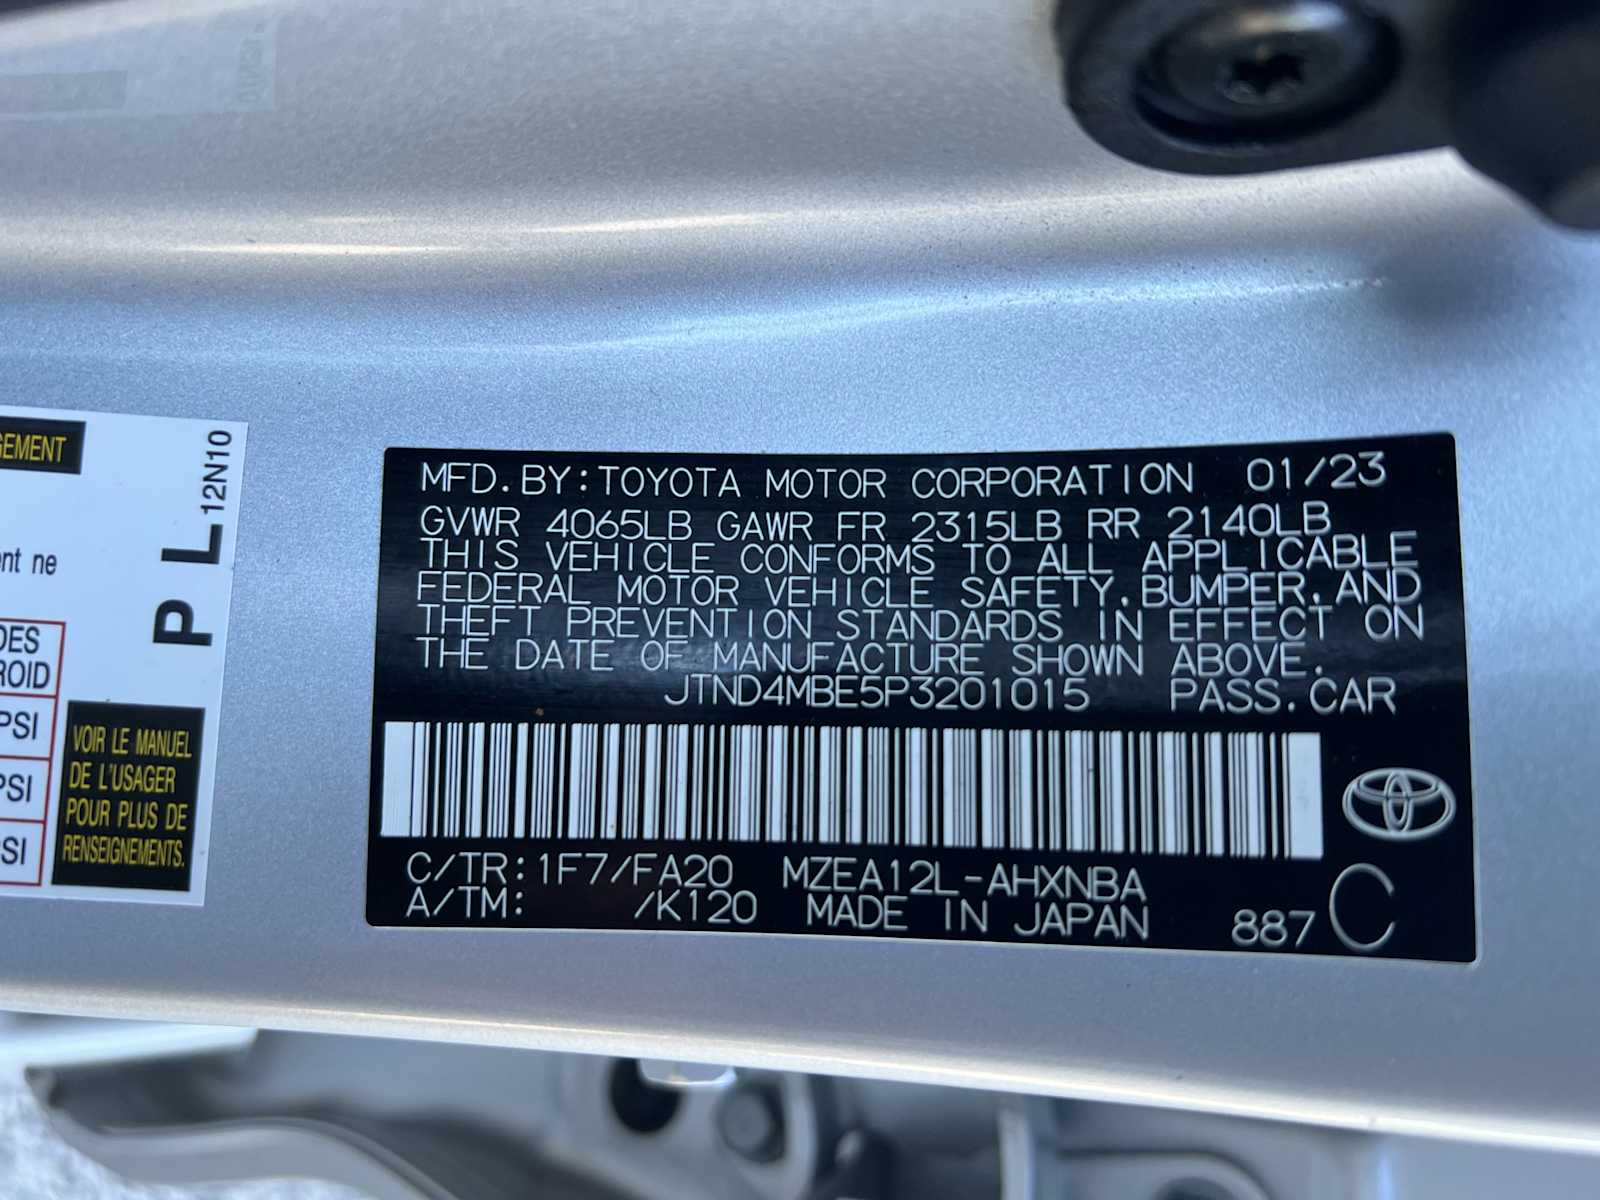 GEMENT
PL 12N10
ent ne
DES
ROID
PSI
PSI
PSI
VOIR LE MANUEL
DE L'USAGER
POUR PLUS DE
RENSEIGNEMENTS.
MFD.BY:TOYOTA MOTOR CORPORATION 01/23
GVWR 4065LB GAWR FR 2315LB RR 2140LB
THIS VEHICLE CONFORMS TO ALL APPLICABLE
FEDERAL MOTOR VEHICLE SAFETY,BUMPER,AND
THEFT PREVENTION STANDARDS IN EFFECT ON
THE DATE OF MANUFACTURE SHOWN ABOVE.
JTND4MBE5P3201015 PASS.CAR
C/TR:1F7/FA20 MZEA12L-AHXNBA
A/TM: /K120 MADE IN JAPAN 887 C